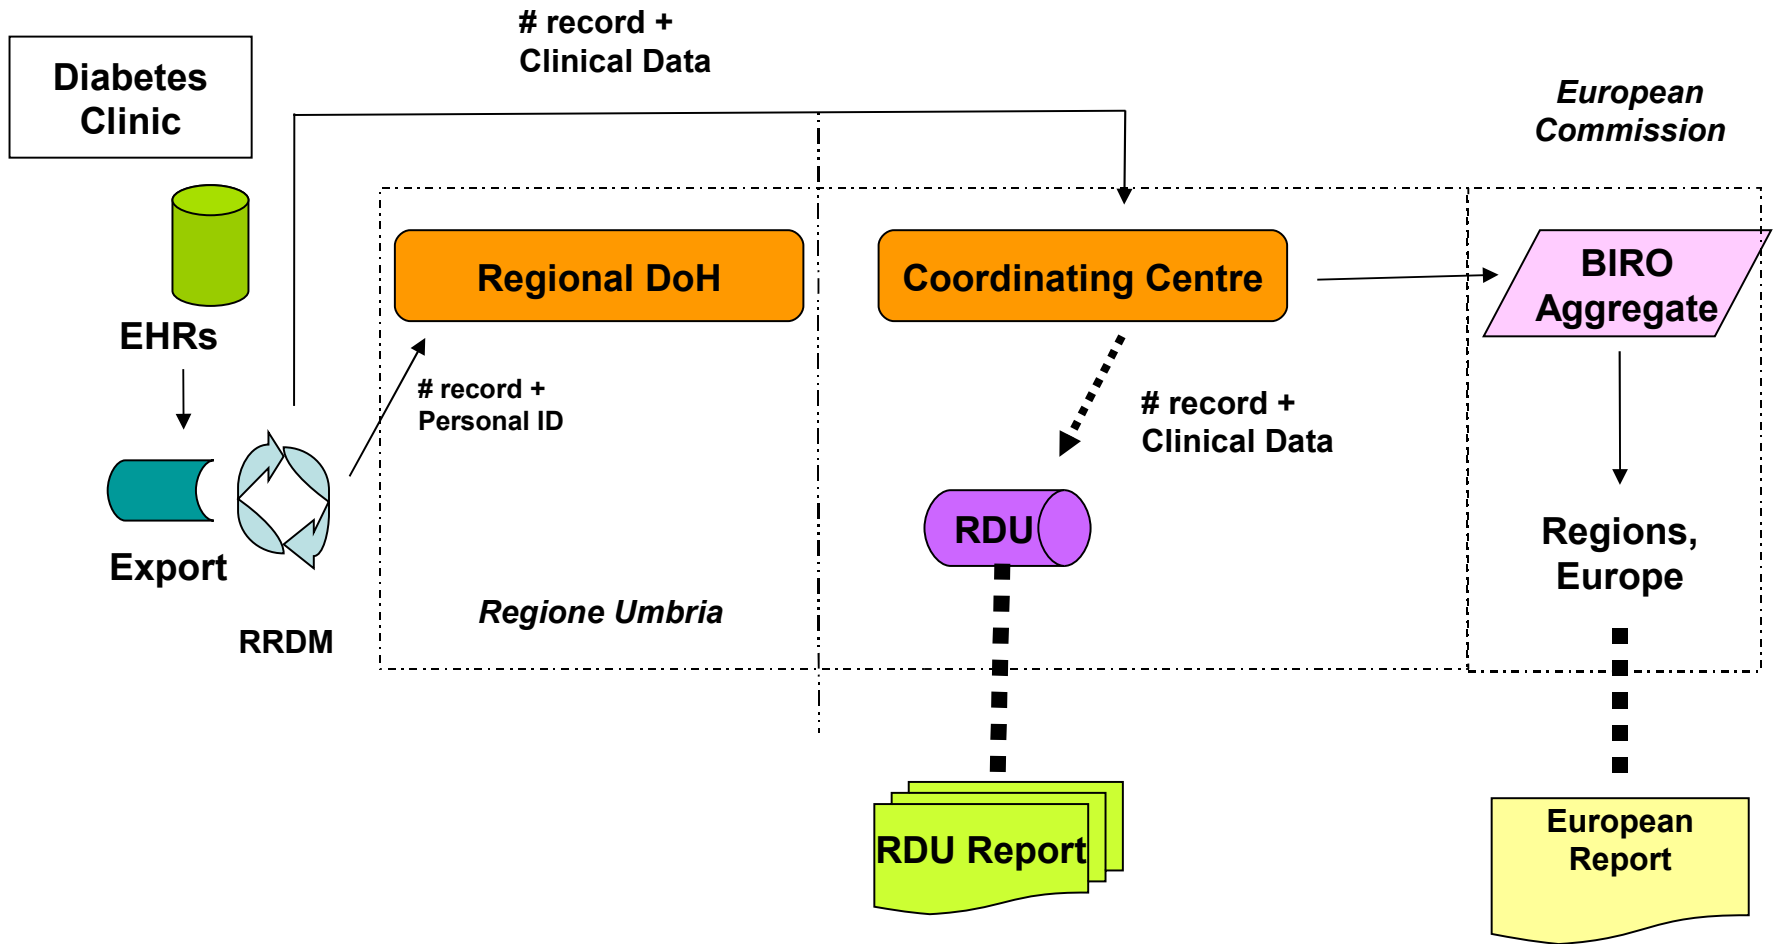 # record +
Clinical Data
Diabetes
Clinic
European
Commission
Regional DoH
Coordinating Centre
BIRO
Aggregate
EHRs
# record +
Personal ID
# record +
Clinical Data
RDU
Regions,
Europe
Export
Regione Umbria
RRDM
RDU Report
European
Report